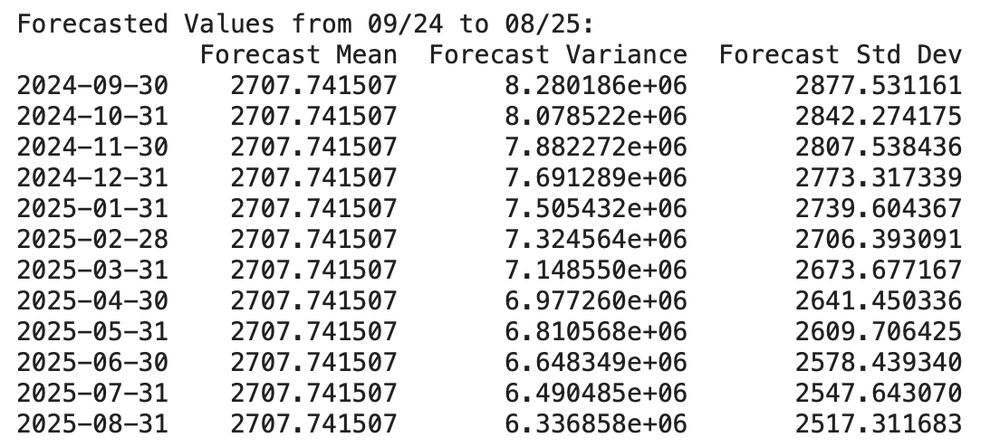 Forecasted Values from 09/24 to 08/25:
Forecast Mean  Forecast Variance  Forecast Std Dev
2024-09-30    2707.741507       8.280186e+06       2877.531161
2024-10-31    2707.741507       8.078522e+06       2842.274175
2024-11-30    2707.741507       7.882272e+06       2807.538436
2024-12-31    2707.741507       7.691289e+06       2773.317339
2025-01-31    2707.741507       7.505432e+06       2739.604367
2025-02-28    2707.741507       7.324564e+06       2706.393091
2025-03-31    2707.741507       7.148550e+06       2673.677167
2025-04-30    2707.741507       6.977260e+06       2641.450336
2025-05-31    2707.741507       6.810568e+06       2609.706425
2025-06-30    2707.741507       6.648349e+06       2578.439340
2025-07-31    2707.741507       6.490485e+06       2547.643070
2025-08-31    2707.741507       6.336858e+06       2517.311683